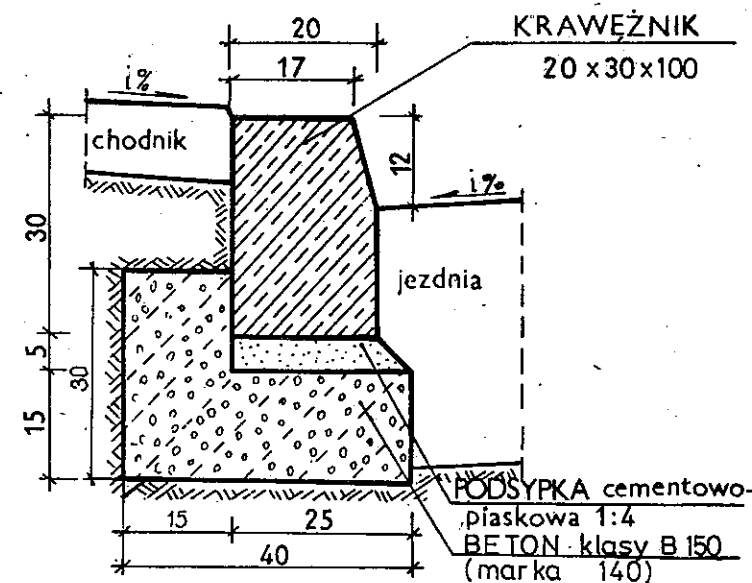 20
KRAWĘŻNIK
17
20 x 30 x 100
i%
chodnik
12
i%
30
jezdnia
5
30
15
PODSYPKA cementowo-
piaskowa 1:4
15
25
BETON klasy B 150
40
(marka 140)